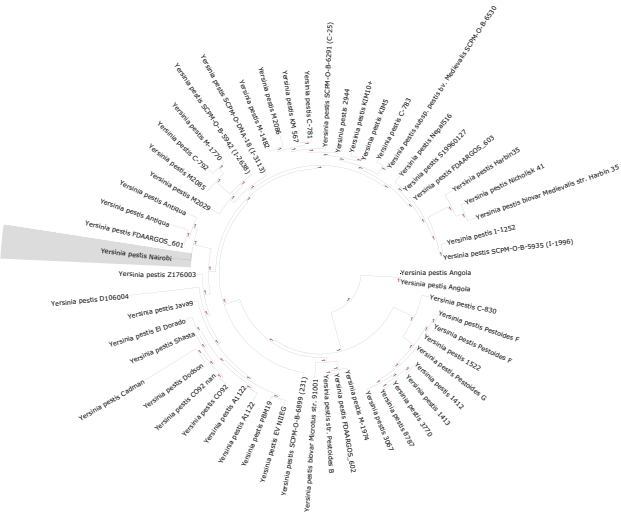 Yersinia pestis SCPM-O-B-6291 (C-25)
Yersinia pestis 2944
Yersinia pestis KIM10+
Yersinia pestis KIM5
Yersinia pestis C-783
Yersinia pestis subsp. pestis bv. Medievalis SCPM-O-B-6530
Yersinia pestis Nepal516
Yersinia pestis S19960127
Yersinia pestis FDAARGOS_603
Yersinia pestis Harbin35
Yersinia pestis Nicholisk 41
Yersinia pestis biovar Medievalis str. Harbin 35
Yersinia pestis I-1252
Yersinia pestis SCPM-O-B-5935 (I-1996)
Yersinia pestis Angola
Yersinia pestis Angola
Yersinia pestis C-830
Yersinia pestis Pestoides F
Yersinia pestis Pestoides F
Yersinia pestis 1522
Yersinia pestis Pestoides G
Yersinia pestis 1412
Yersinia pestis 1413
Yersinia pestis 3770
Yersinia pestis 8787
Yersinia pestis 3067
Yersinia pestis M-1974
Yersinia pestis FDAARGOS_602
Yersinia pestis str. Pestoides B
Yersinia pestis biovar Microtus str. 91001
Yersinia pestis SCPM-O-B-6899 (231)
Yersinia pestis EV NIIEG
Yersinia pestis PBM19
Yersinia pestis A1122
Yersinia pestis A1122
Yersinia pestis CO92
Yersinia pestis CO92 nan
Yersinia pestis Dodson
Yersinia pestis Cadman
Yersinia pestis Shasta
Yersinia pestis El Dorado
Yersinia pestis Java9
Yersinia pestis D106004
Yersinia pestis Z176003
Yersinia pestis Nairobi
Yersinia pestis FDAARGOS_601
Yersinia pestis Antiqua
Yersinia pestis Antiqua
Yersinia pestis M2029
Yersinia pestis M2085
Yersinia pestis C-792
Yersinia pestis M-1770
Yersinia pestis SCPM-O-B-5942 (I-2638)
Yersinia pestis SCPM-O-DNA-18 (I-3113)
Yersinia pestis M-1482
Yersinia pestis M2086
Yersinia pestis KM 567
Yersinia pestis C-781